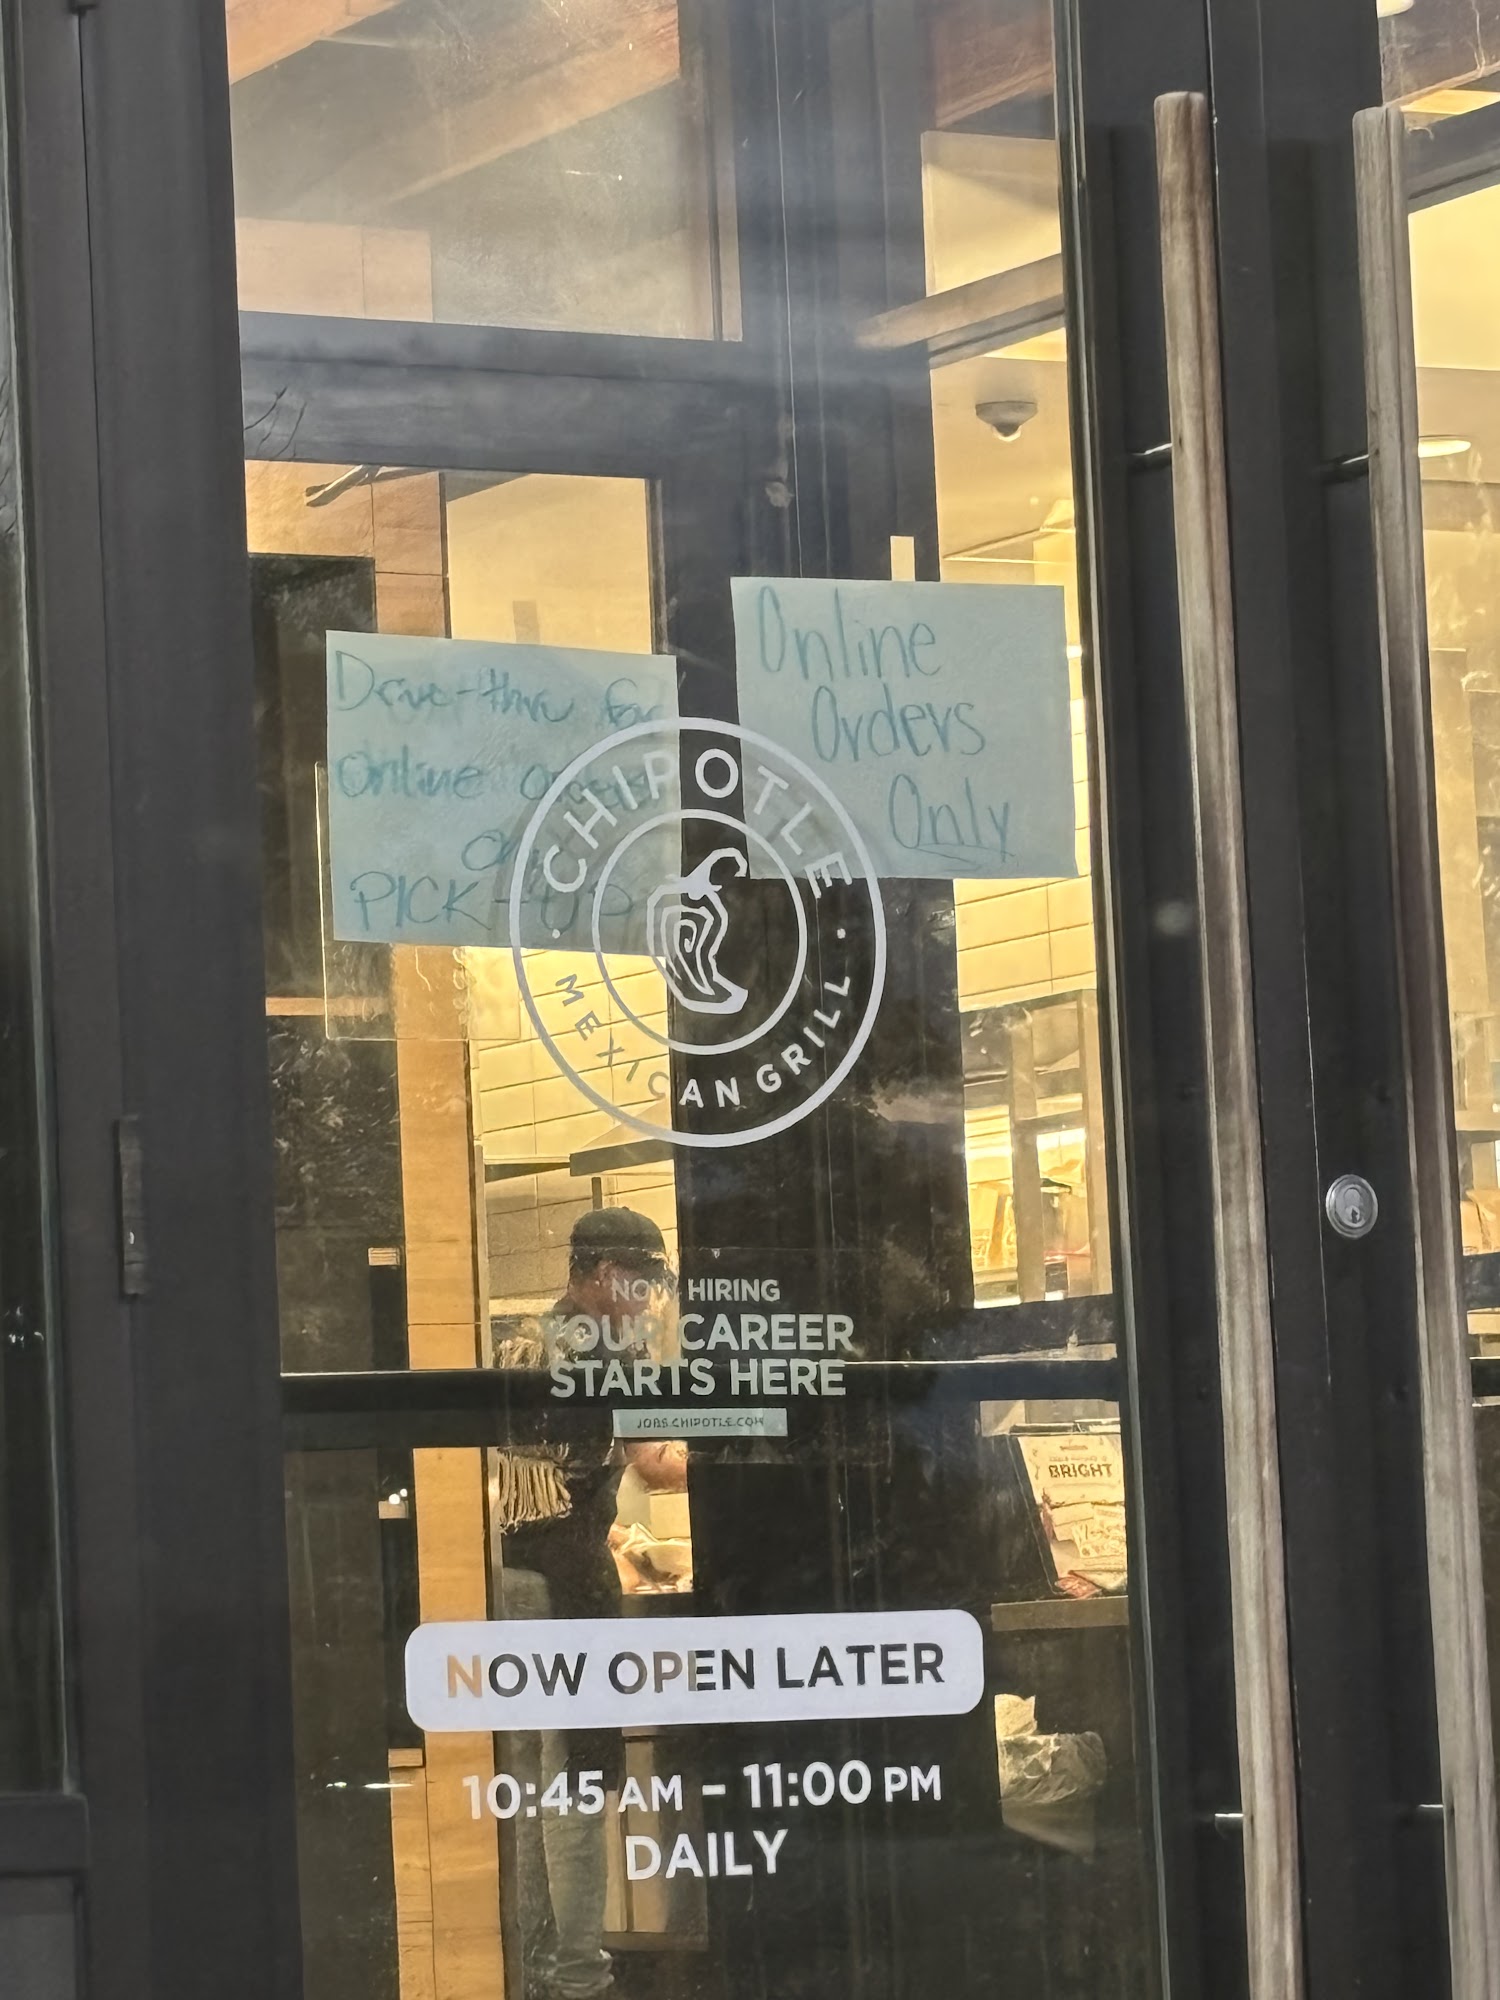 Drive-thru for
Online orders
and
PICK-UP
Online
Orders
Only
CHIPOTLE
MEXICAN GRILL
NOW HIRING
YOUR CAREER
STARTS HERE
JOBS.CHIPOTLE.COM
BRIGHT
NOW OPEN LATER
10:45 AM – 11:00 PM
DAILY